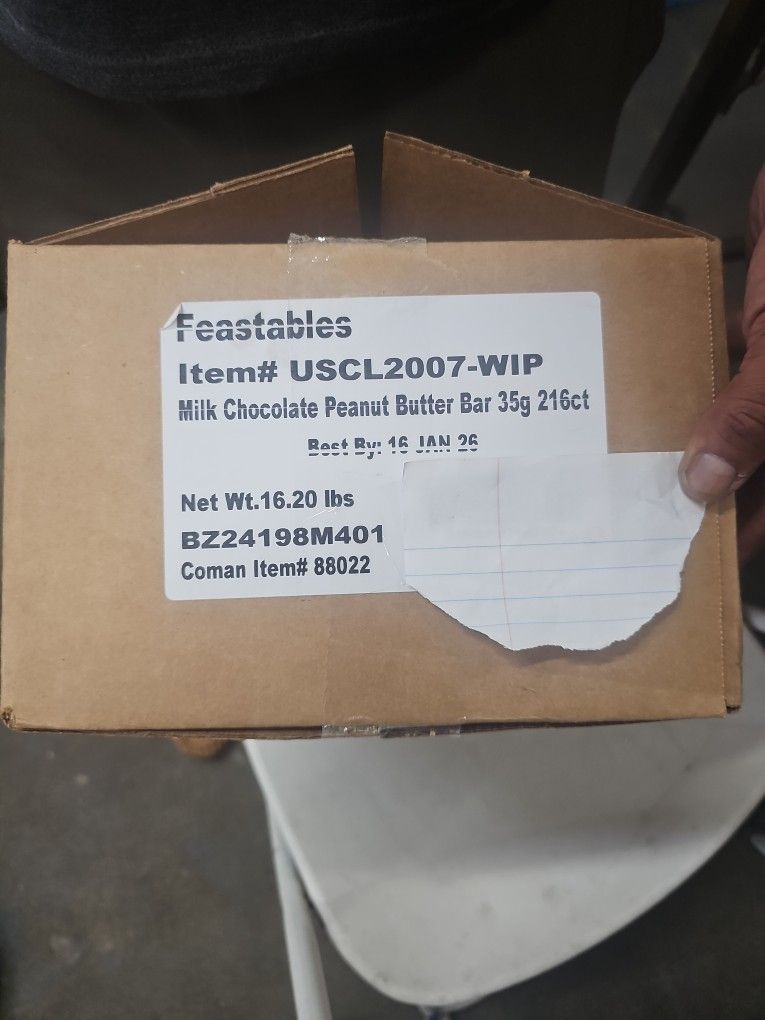 Feastables
Item# USCL2007-WIP
Milk Chocolate Peanut Butter Bar 35g 216ct
Best By: 16 JAN 26
Net Wt.16.20 lbs
BZ24198M401
Coman Item# 88022